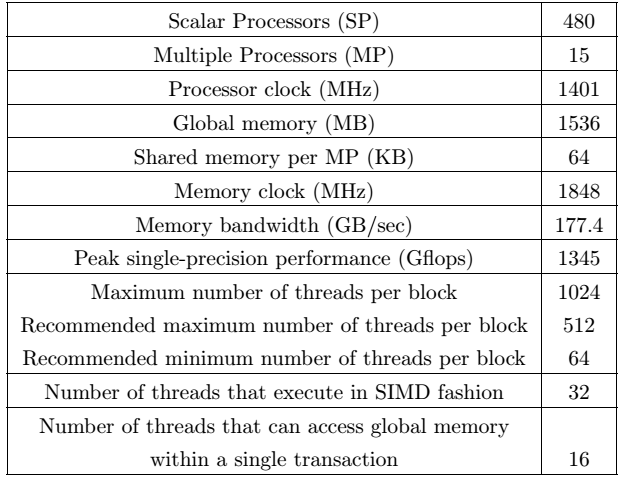 Scalar Processors (SP) 480
Multiple Processors (MP) 15
Processor clock (MHz) 1401
Global memory (MB) 1536
Shared memory per MP (KB) 64
Memory clock (MHz) 1848
Memory bandwidth (GB/sec) 177.4
Peak single-precision performance (Gflops) 1345
Maximum number of threads per block 1024
Recommended maximum number of threads per block 512
Recommended minimum number of threads per block 64
Number of threads that execute in SIMD fashion 32
Number of threads that can access global memory
within a single transaction 16